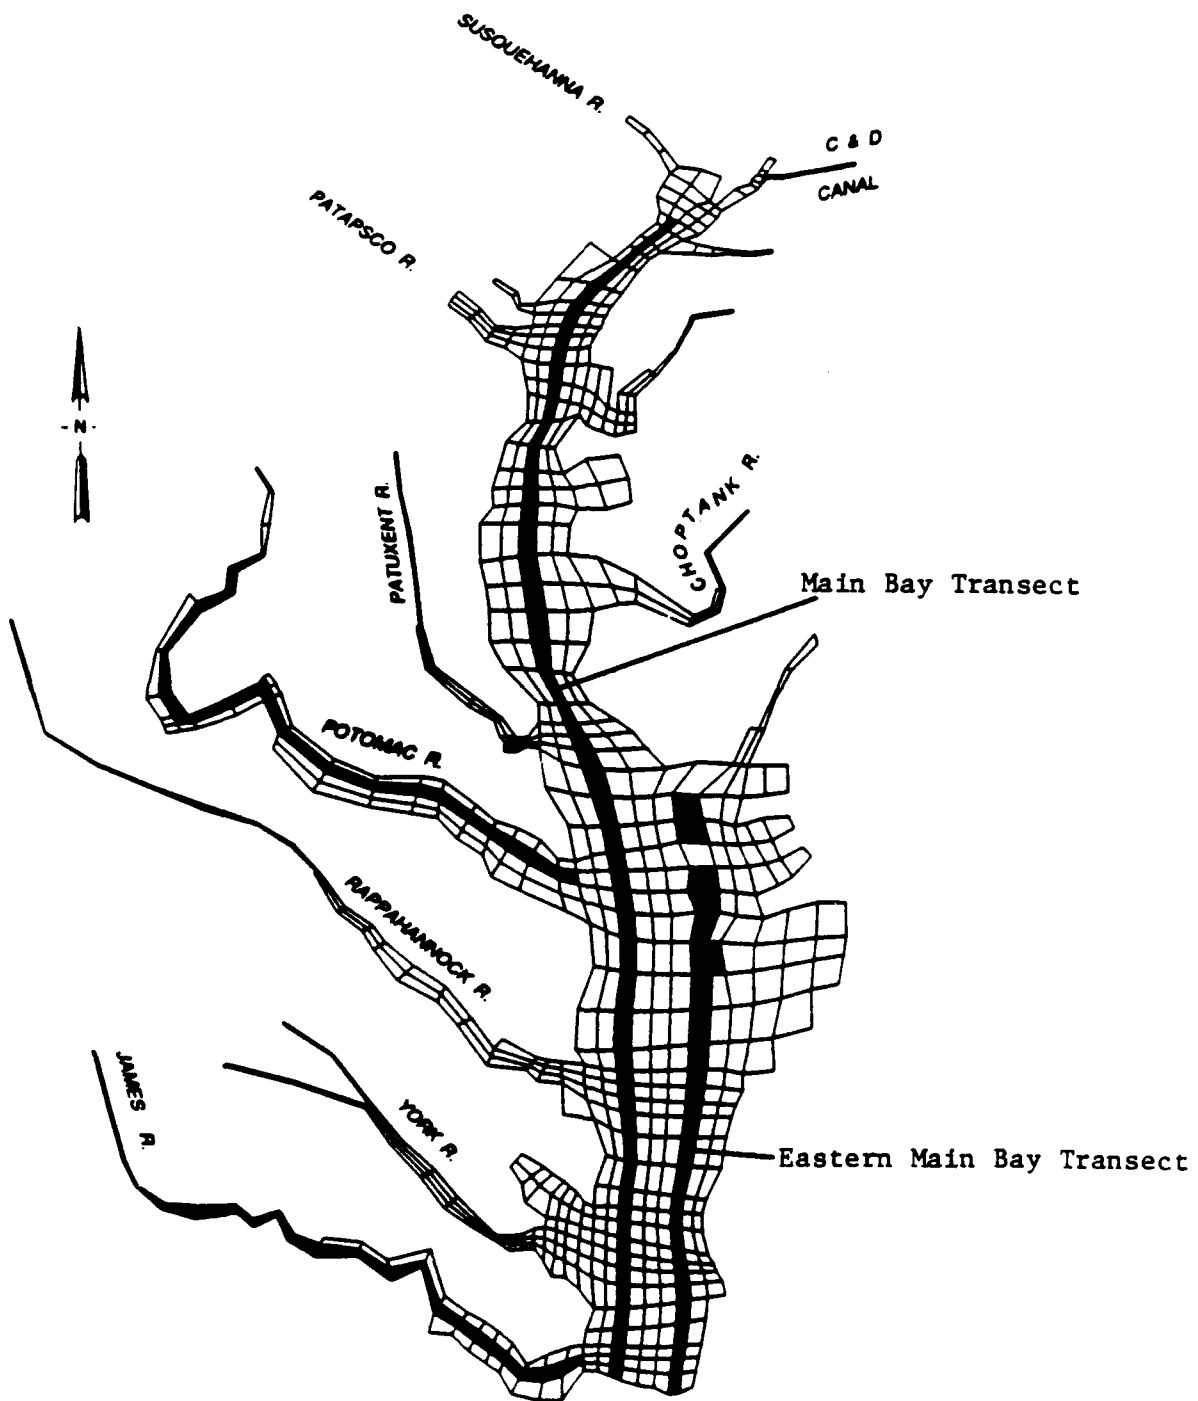 SUSQUEHANNA R.
C & D
CANAL
PATAPSCO R.
- N -
CHOPTANK R.
PATUXENT R.
Main Bay Transect
POTOMAC R.
RAPPAHANNOCK R.
JAMES R.
YORK R.
Eastern Main Bay Transect